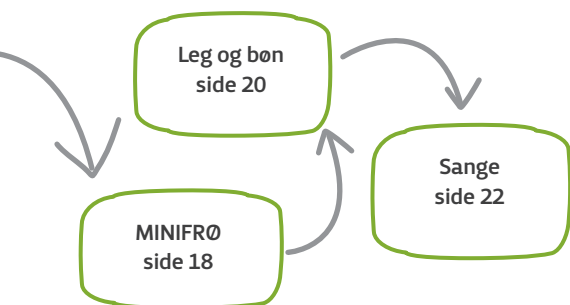 Leg og bøn
side 20
Sange
side 22
MINIFRØ
side 18